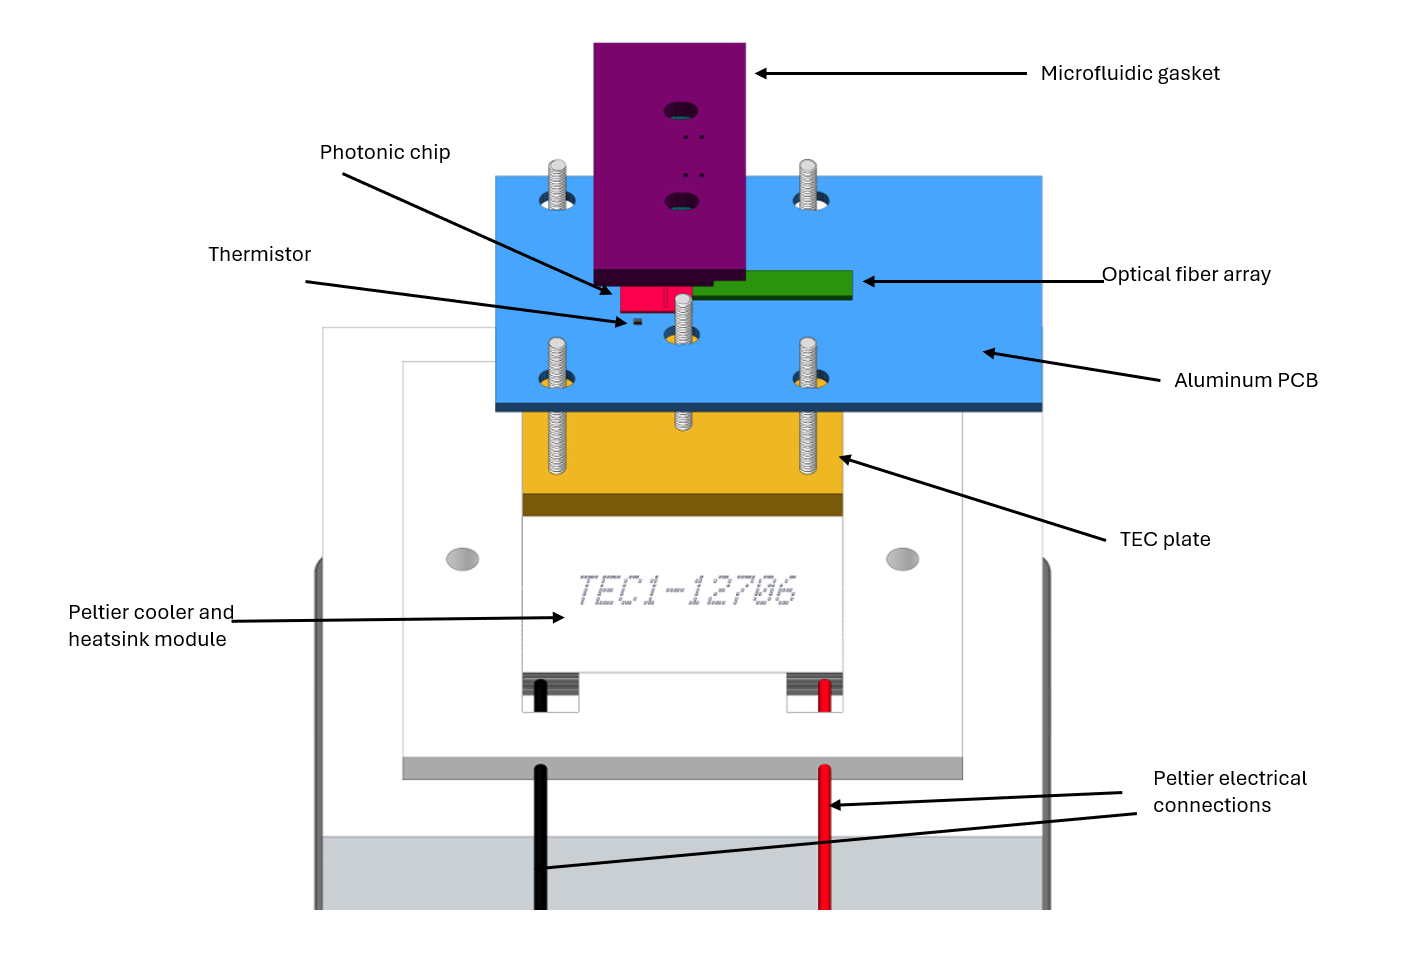 Microfluidic gasket
Photonic chip
Thermistor
Optical fiber array
Aluminum PCB
TEC plate
TEC1-12706
Peltier cooler and
heatsink module
Peltier electrical
connections